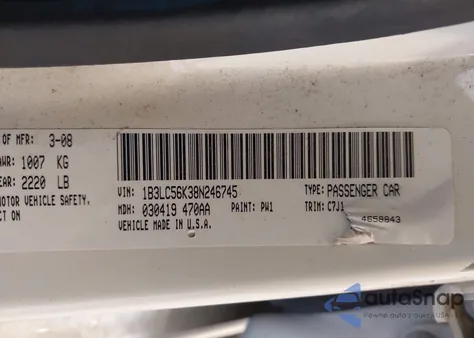 OF MFR: 3-08
AWR: 1007 KG
EAR: 2220 LB
MOTOR VEHICLE SAFETY,
CT ON
VIN: 1B3LC56K38N246745
TYPE: PASSENGER CAR
MDH: 030419 470AA
PAINT: PW1
TRIM: C7J1
VEHICLE MADE IN U.S.A.
4658843
autoSnap